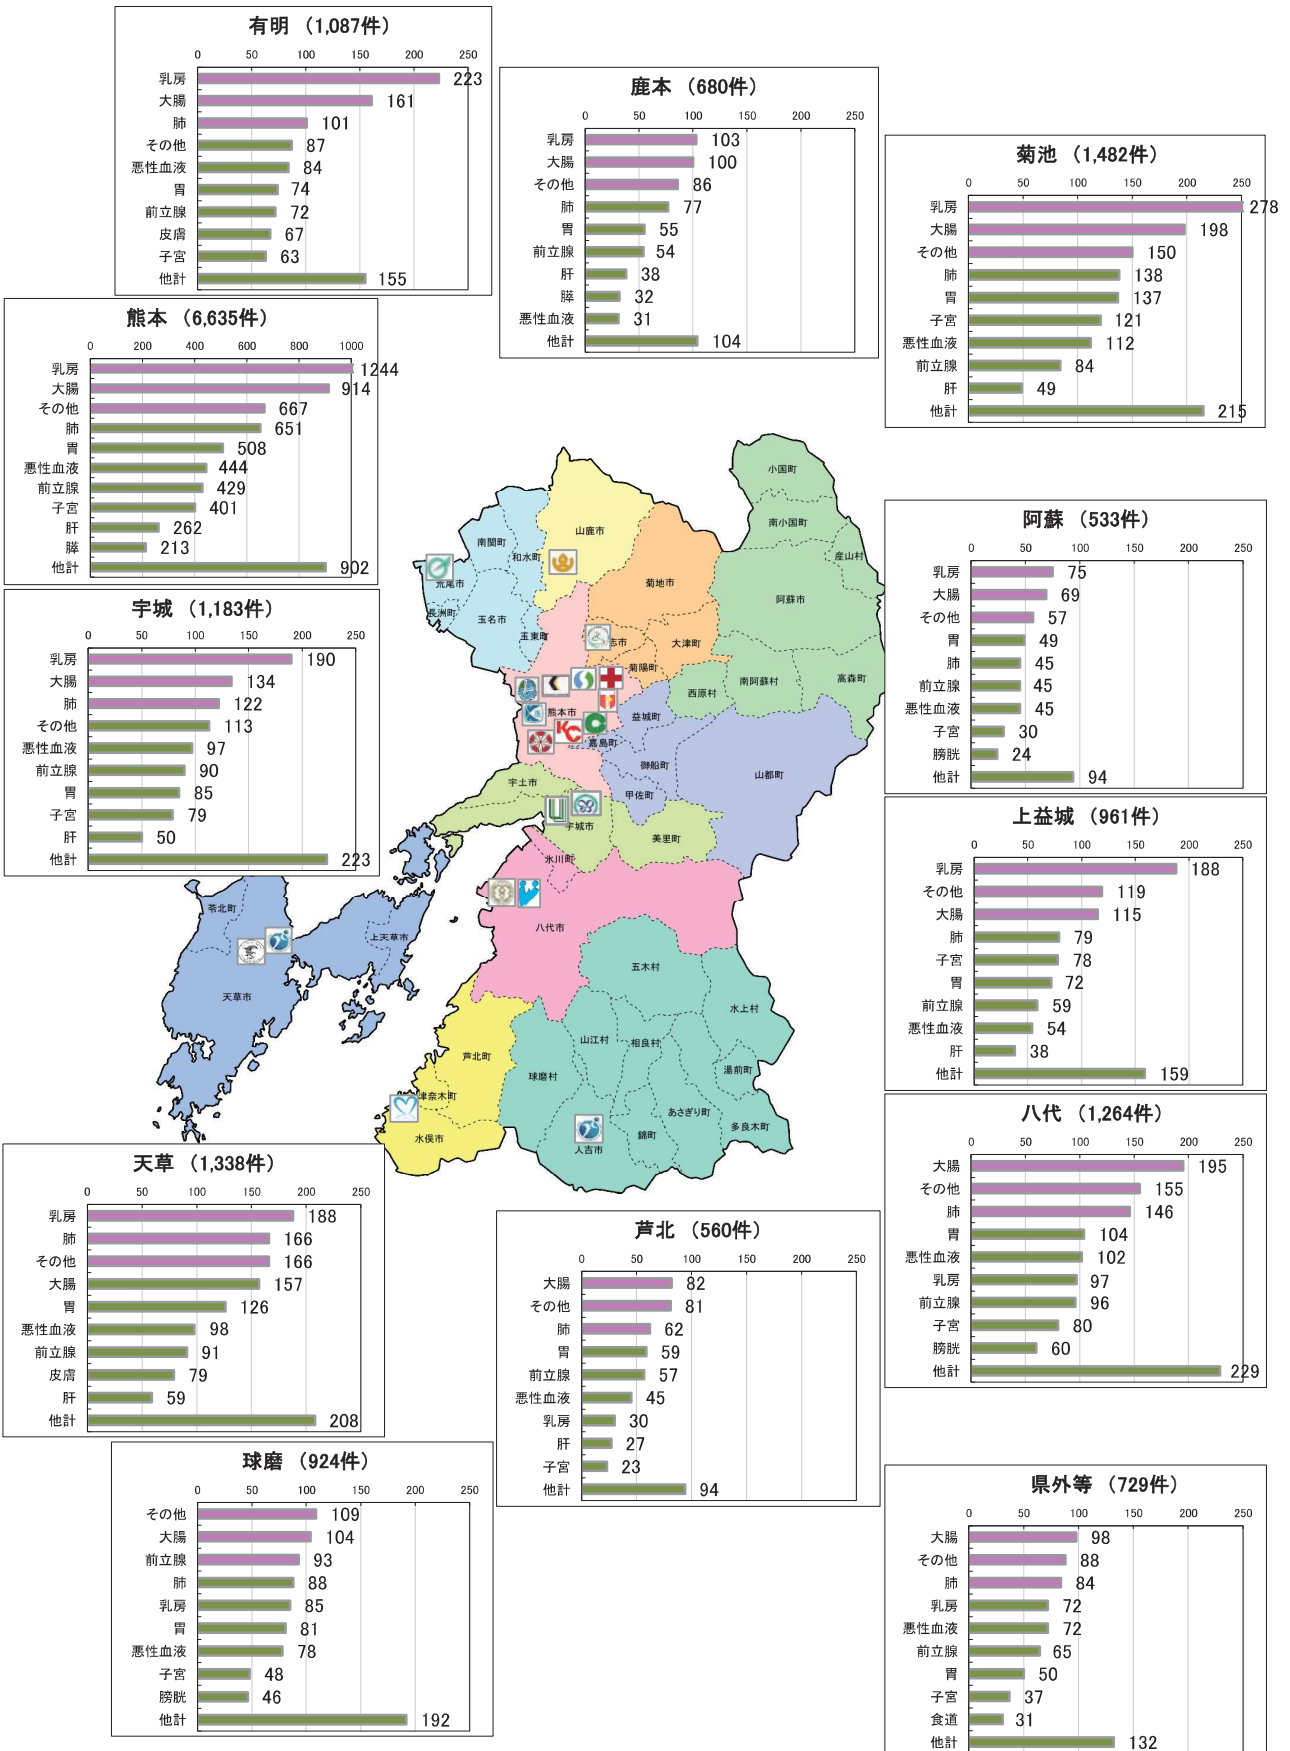 有明 （1,087件）
0 50 100 150 200 250
乳房 223
大腸 161
肺 101
その他 87
悪性血液 84
胃 74
前立腺 72
皮膚 67
子宮 63
他計 155
鹿本 （680件）
0 50 100 150 200 250
乳房 103
大腸 100
その他 86
肺 77
胃 55
前立腺 54
肝 38
膵 32
悪性血液 31
他計 104
菊池 （1,482件）
0 50 100 150 200 250
乳房 278
大腸 198
その他 150
肺 138
胃 137
子宮 121
悪性血液 112
前立腺 84
肝 49
他計 215
熊本 （6,635件）
0 200 400 600 800 1000
乳房 1244
大腸 914
その他 667
肺 651
胃 508
悪性血液 444
前立腺 429
子宮 401
肝 262
膵 213
他計 902
阿蘇 （533件）
0 50 100 150 200 250
乳房 75
大腸 69
その他 57
胃 49
肺 45
前立腺 45
悪性血液 45
子宮 30
膀胱 24
他計 94
宇城 （1,183件）
0 50 100 150 200 250
乳房 190
大腸 134
肺 122
その他 113
悪性血液 97
前立腺 90
胃 85
子宮 79
肝 50
他計 223
上益城 （961件）
0 50 100 150 200 250
乳房 188
その他 119
大腸 115
肺 79
子宮 78
胃 72
前立腺 59
悪性血液 54
肝 38
他計 159
小国町
南小国町
産山村
山鹿市
南関町
和水町
荒尾市
菊地市
阿蘇市
長洲町
玉名市
玉東町
志市
大津町
菊陽町
西原村
南阿蘇村
高森町
熊本市
益城町
KC
嘉島町
御船町
山都町
宇土市
甲佐町
宇城市
美里町
氷川町
苓北町
八代市
上天草市
五木村
天草市
水上村
山江村
相良村
芦北町
湯前町
球磨村
津奈木町
あさぎり町
多良木町
水俣市
錦町
人吉市
八代 （1,264件）
0 50 100 150 200 250
大腸 195
その他 155
肺 146
胃 104
悪性血液 102
乳房 97
前立腺 96
子宮 80
膀胱 60
他計 229
天草 （1,338件）
0 50 100 150 200 250
乳房 188
肺 166
その他 166
大腸 157
胃 126
悪性血液 98
前立腺 91
皮膚 79
肝 59
他計 208
芦北 （560件）
0 50 100 150 200 250
大腸 82
その他 81
肺 62
胃 59
前立腺 57
悪性血液 45
乳房 30
肝 27
子宮 23
他計 94
球磨 （924件）
0 50 100 150 200 250
その他 109
大腸 104
前立腺 93
肺 88
乳房 85
胃 81
悪性血液 78
子宮 48
膀胱 46
他計 192
県外等 （729件）
0 50 100 150 200 250
大腸 98
その他 88
肺 84
乳房 72
悪性血液 72
前立腺 65
胃 50
子宮 37
食道 31
他計 132